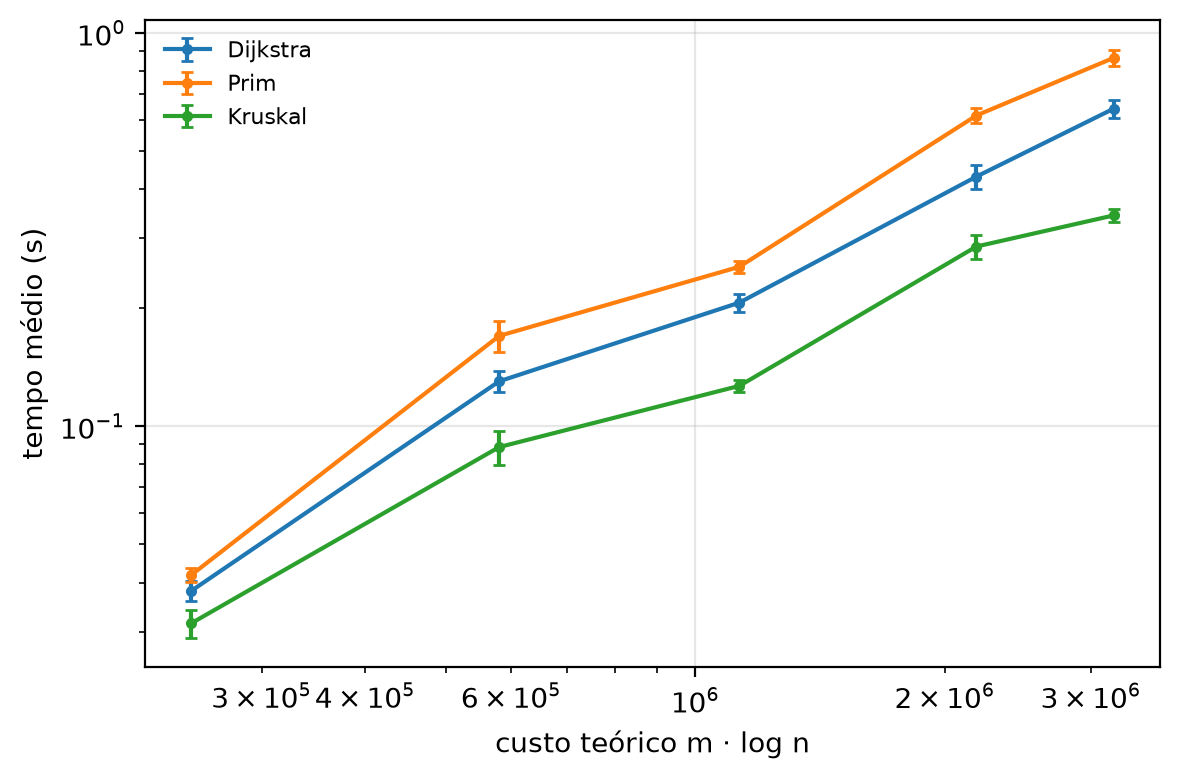 10⁰
Dijkstra
Prim
Kruskal
tempo médio (s)
10⁻¹
3 × 10⁵ 4 × 10⁵ 6 × 10⁵ 10⁶ 2 × 10⁶ 3 × 10⁶
custo teórico m · log n